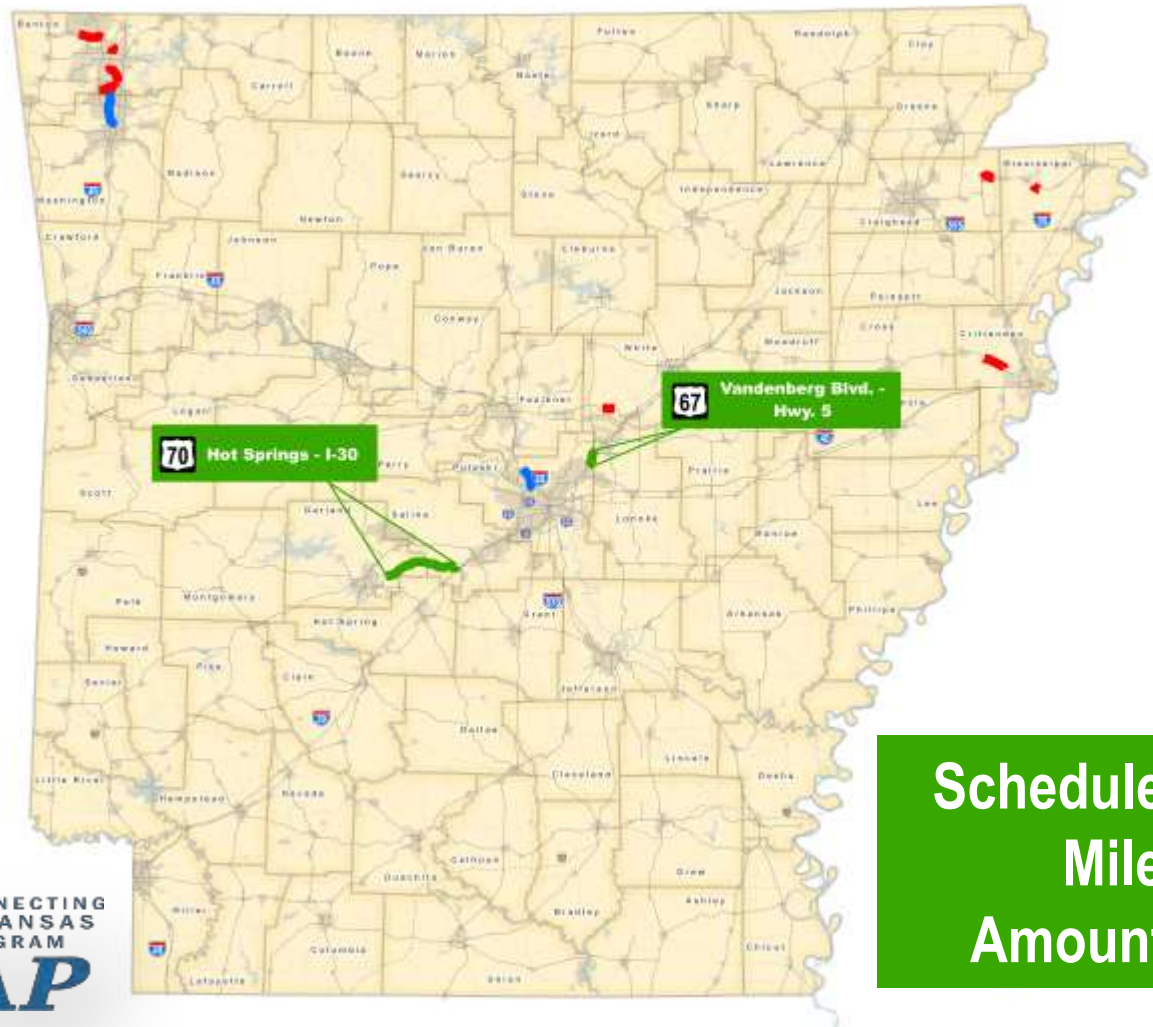 Benton
Boone
Marion
Fulton
Randolph
Clay
Carroll
Sharp
Greene
Izard
Madison
Lawrence
Mississippi
Searcy
Stone
Independence
Washington
Newton
Craighead
Crawford
Johnson
Van Buren
Cleburne
Franklin
Pope
Jackson
Poinsett
Conway
Cross
Crittenden
White
Woodruff
Logan
Faulkner
67 Vandenberg Blvd. -
Hwy. 5
70 Hot Springs - I-30
Perry
Pulaski
Prairie
Scott
Garland
Saline
Lonoke
Lee
Monroe
Polk
Montgomery
Hot Spring
Grant
Arkansas
Phillips
Howard
Pike
Clark
Sevier
Jefferson
Dallas
Lincoln
Cleveland
Desha
Little River
Hempstead
Nevada
Calhoun
Ouachita
Drew
Bradley
Ashley
Miller
Columbia
Union
Chicot
Lafayette
Schedule
Mile
Amount
NECTING
ANSAS
GRAM
AP